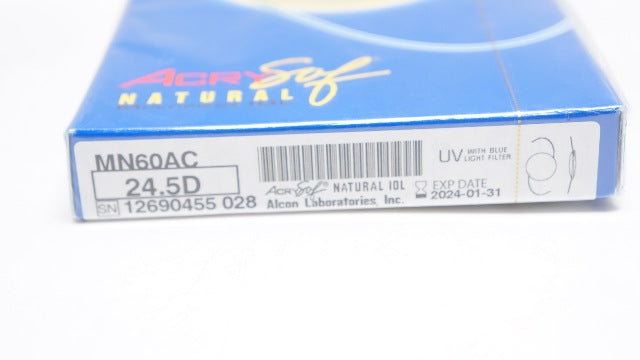 ACRYSof
NATURAL
MN60AC
24.5D
SN 12690455 028
ACRYSof® NATURAL IOL
Alcon Laboratories, Inc.
UV WITH BLUE
LIGHT FILTER
EXP DATE
2024-01-31